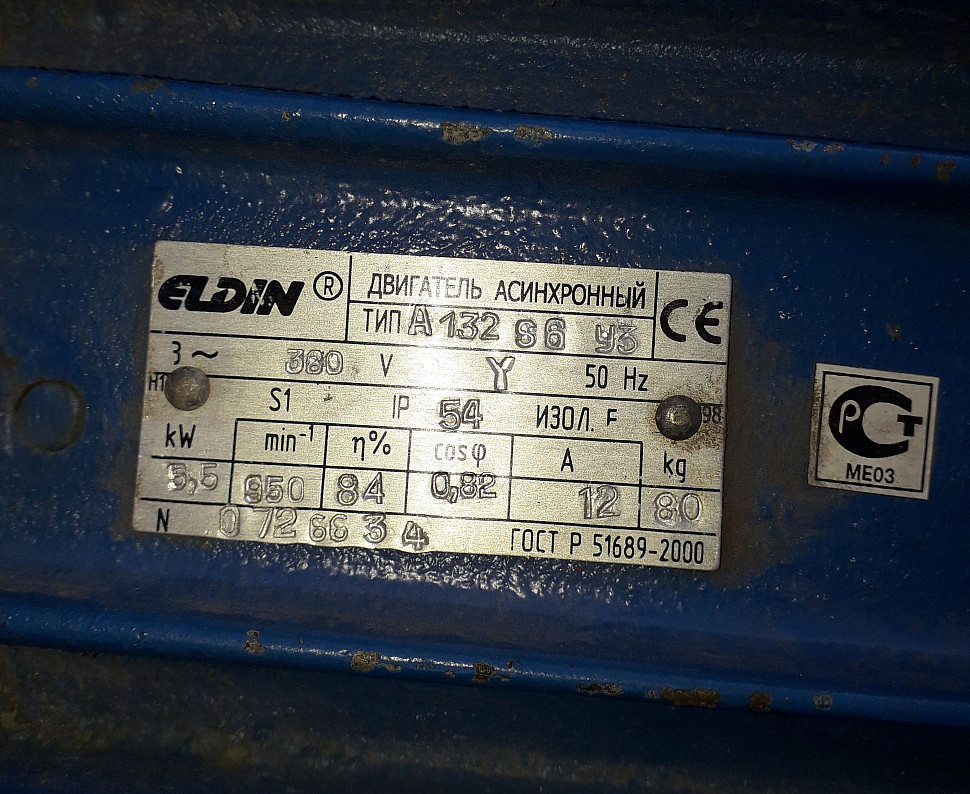 ELDIN ®
ДВИГАТЕЛЬ АСИНХРОННЫЙ
ТИП А132 S6 У3
CE
3 ~ 380 V Y 50 Hz
S1 IP 54 ИЗОЛ. F
kW min⁻¹ η% cosφ A kg
5,5 950 84 0,82 12 80
N 0726634
ГОСТ Р 51689-2000
РСТ
МЕ03